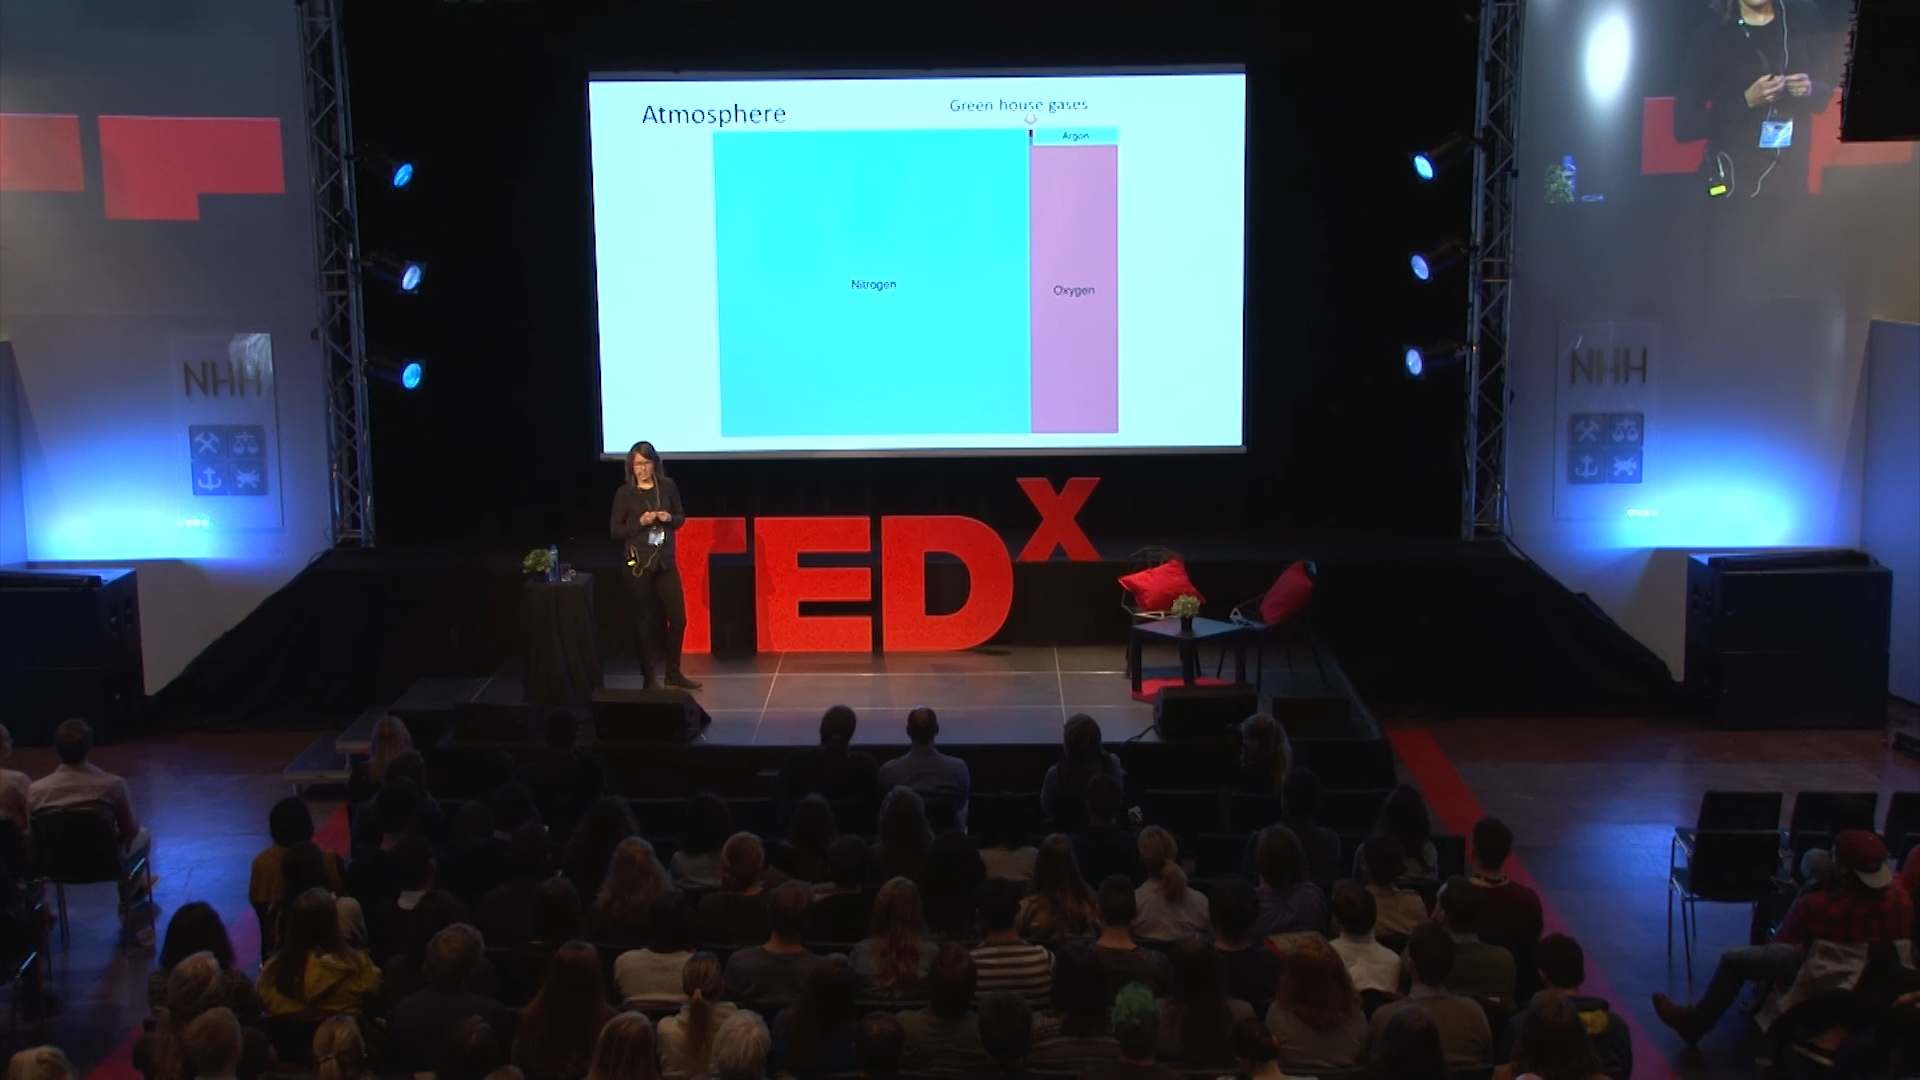 Atmosphere
Green house gases
Argon
Nitrogen
Oxygen
NHH
NHH
TEDx